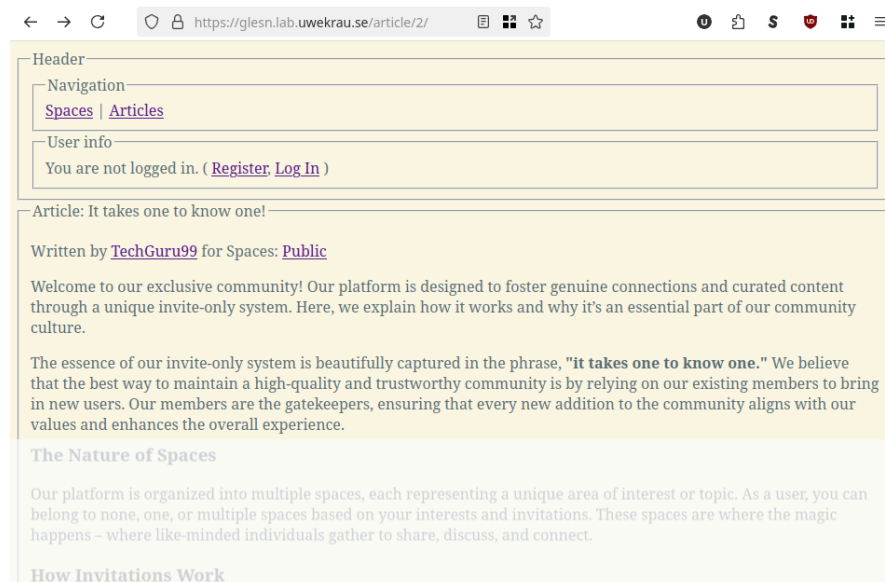 https://glesn.lab.uwekrau.se/article/2/
Header
Navigation
Spaces | Articles
User info
You are not logged in. ( Register, Log In )
Article: It takes one to know one!
Written by TechGuru99 for Spaces: Public
Welcome to our exclusive community! Our platform is designed to foster genuine connections and curated content
through a unique invite-only system. Here, we explain how it works and why it’s an essential part of our community
culture.
The essence of our invite-only system is beautifully captured in the phrase, "it takes one to know one." We believe
that the best way to maintain a high-quality and trustworthy community is by relying on our existing members to bring
in new users. Our members are the gatekeepers, ensuring that every new addition to the community aligns with our
values and enhances the overall experience.
The Nature of Spaces
Our platform is organized into multiple spaces, each representing a unique area of interest or topic. As a user, you can
belong to none, one, or multiple spaces based on your interests and invitations. These spaces are where the magic
happens – where like-minded individuals gather to share, discuss, and connect.
How Invitations Work